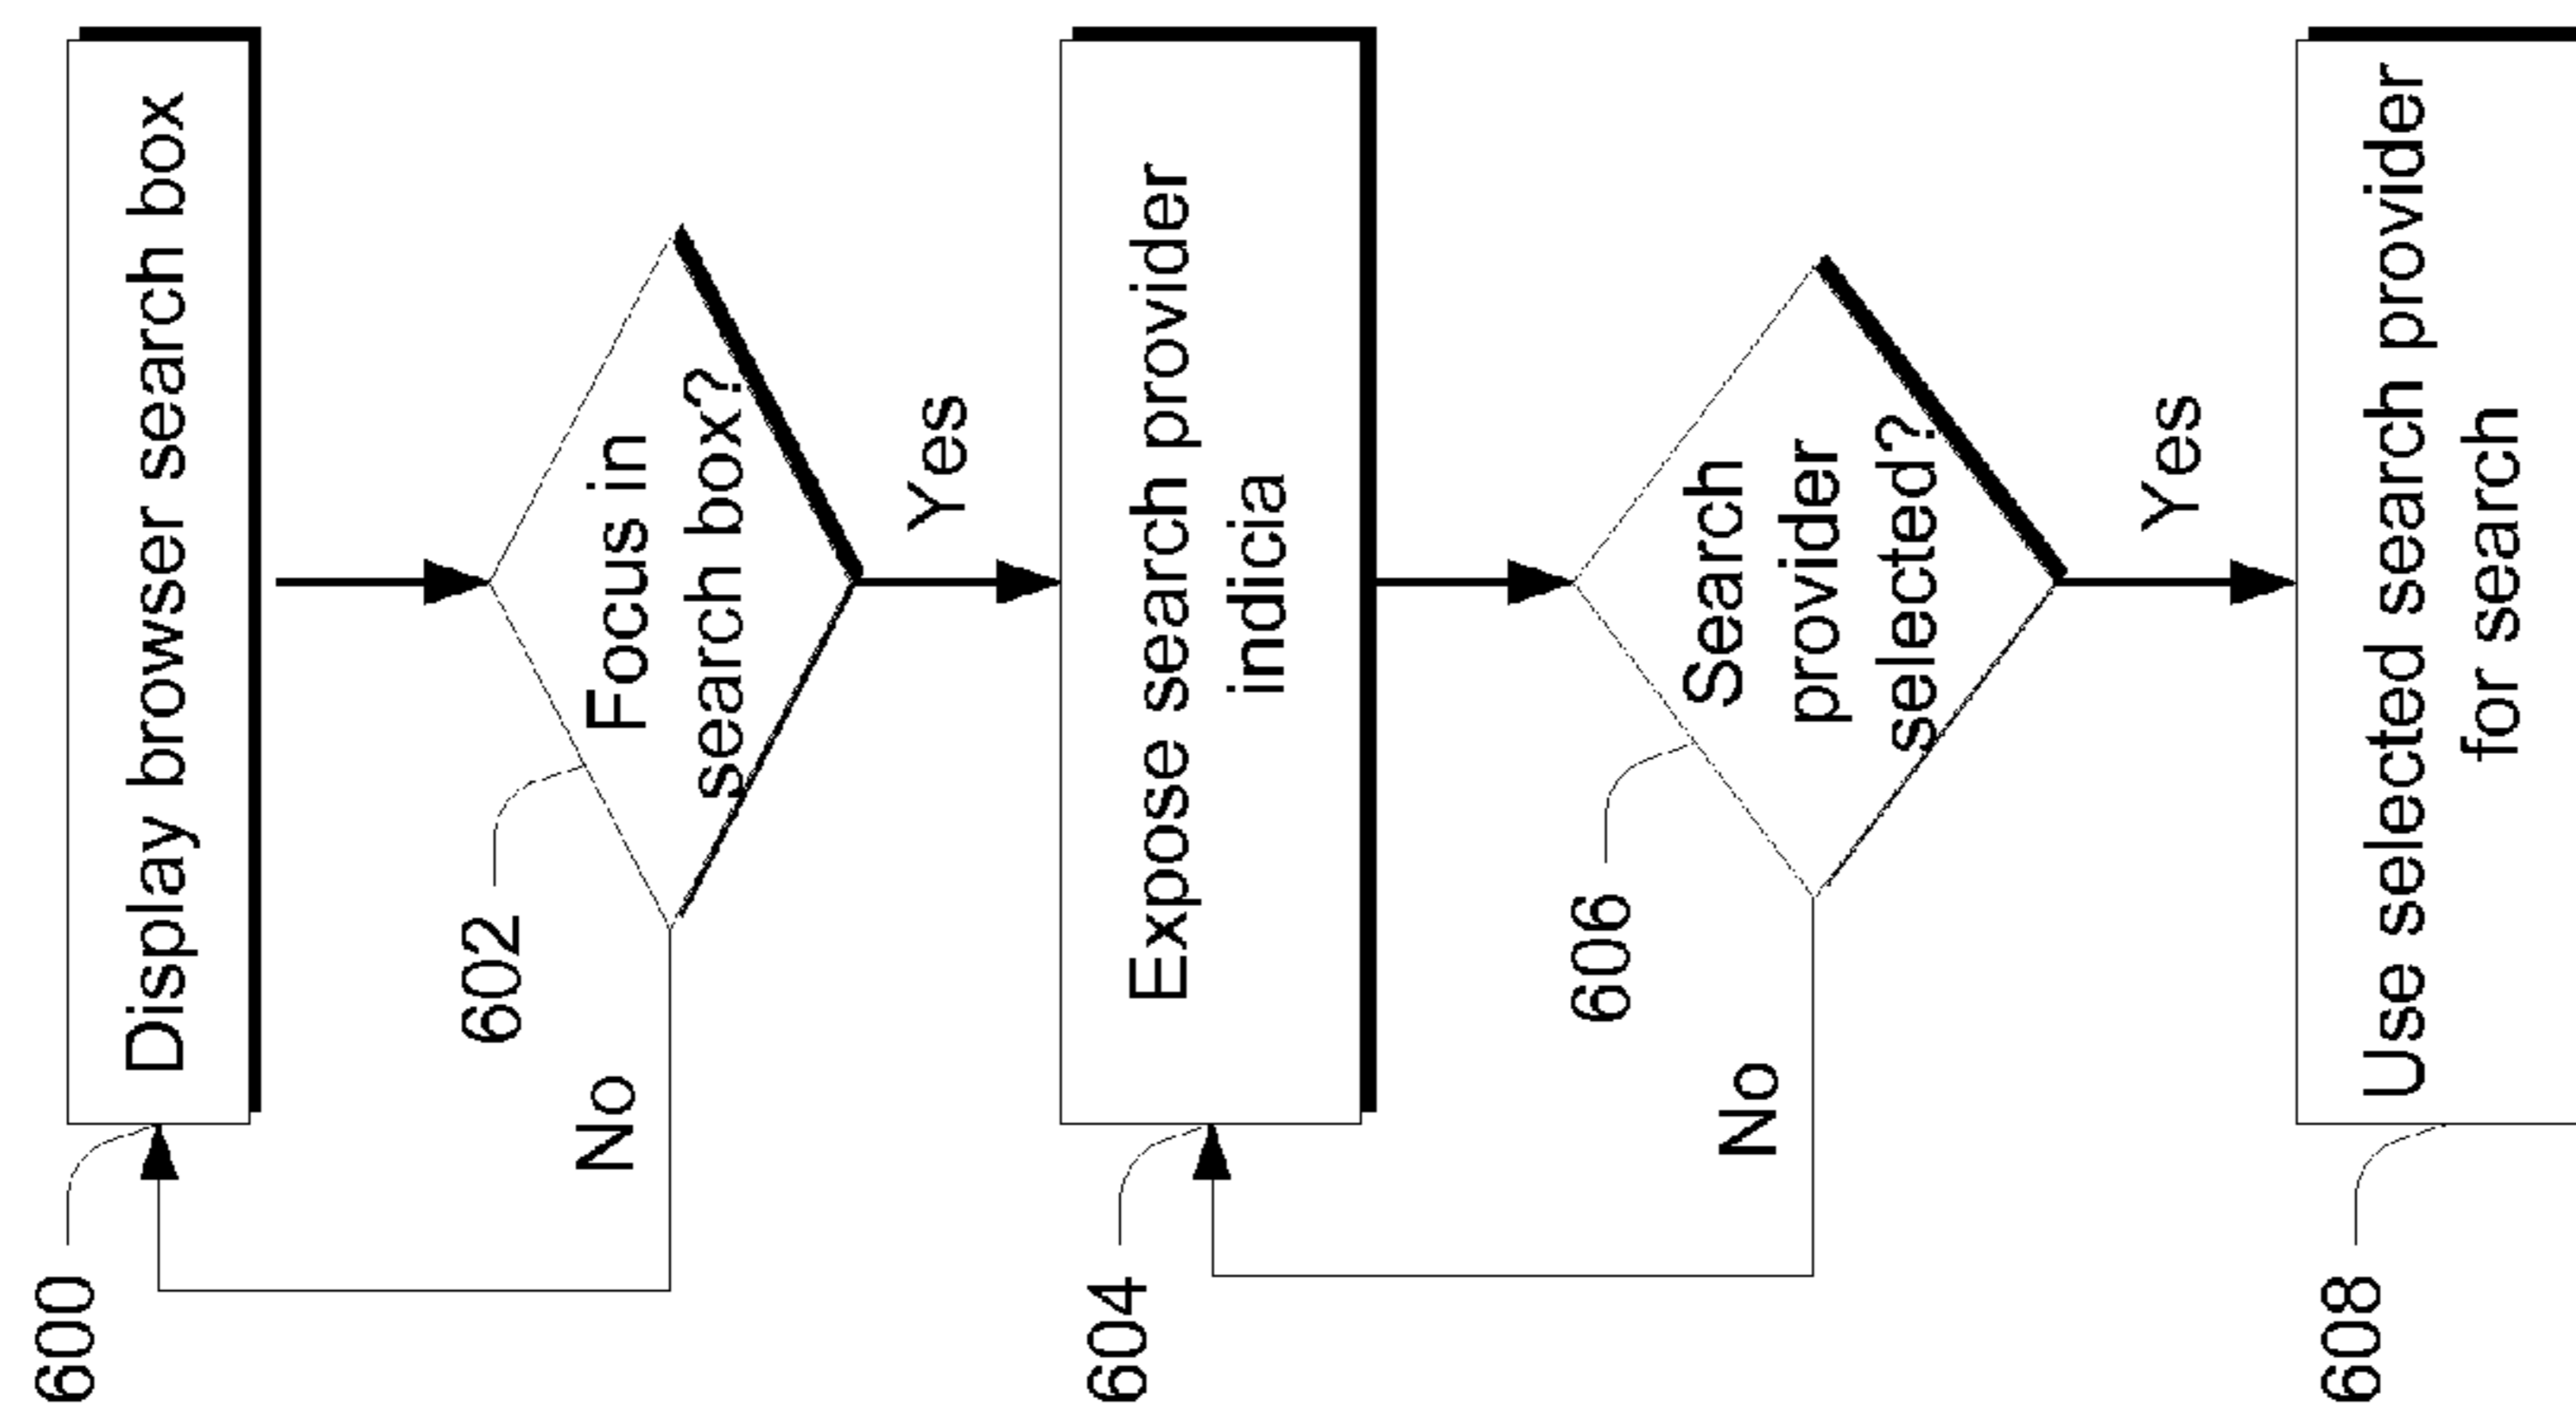 600
Display browser search box
602
Focus in
search box?
No
Yes
604
Expose search provider
indicia
606
Search
provider
selected?
No
Yes
608
Use selected search provider
for search